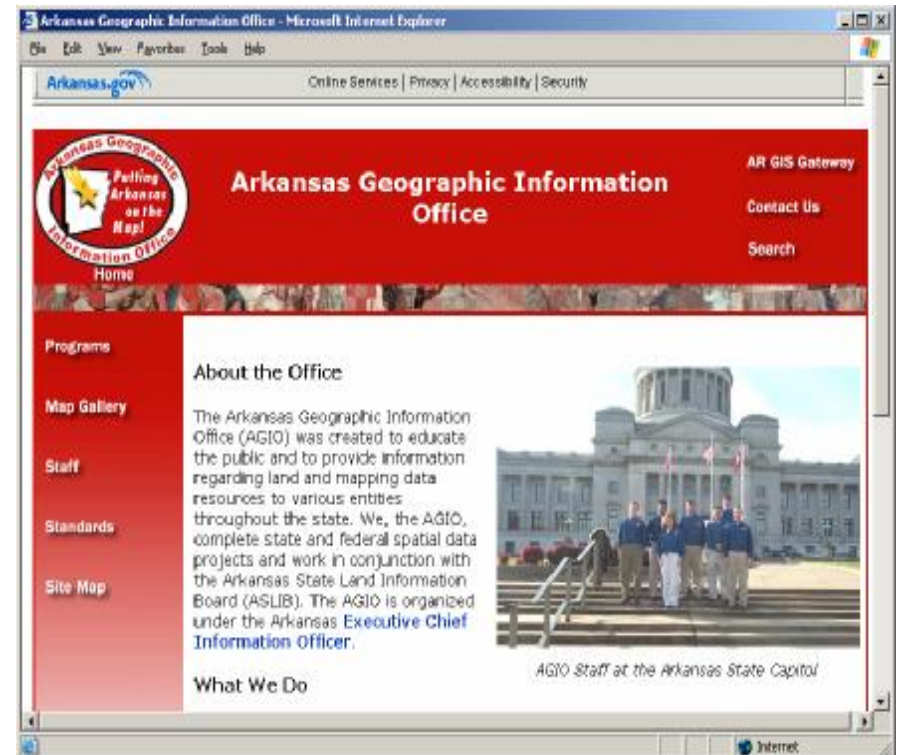 Arkansas Geographic Information Office - Microsoft Internet Explorer
File Edit View Favorites Tools Help
Arkansas.gov
Online Services | Privacy | Accessibility | Security
Arkansas Geographic
Information Office
Putting
Arkansas
on the
Map!
Home
Arkansas Geographic Information
Office
AR GIS Gateway
Contact Us
Search
Programs
Map Gallery
Staff
Standards
Site Map
About the Office
The Arkansas Geographic Information
Office (AGIO) was created to educate
the public and to provide information
regarding land and mapping data
resources to various entities
throughout the state. We, the AGIO,
complete state and federal spatial data
projects and work in conjunction with
the Arkansas State Land Information
Board (ASLIB). The AGIO is organized
under the Arkansas Executive Chief
Information Officer.
AGIO Staff at the Arkansas State Capitol
What We Do
Internet